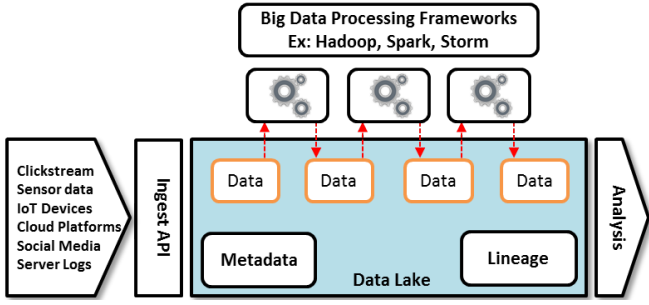 Big Data Processing Frameworks
Ex: Hadoop, Spark, Storm
Clickstream
Sensor data
IoT Devices
Cloud Platforms
Social Media
Server Logs
Ingest API
Data
Data
Data
Data
Metadata
Lineage
Data Lake
Analysis